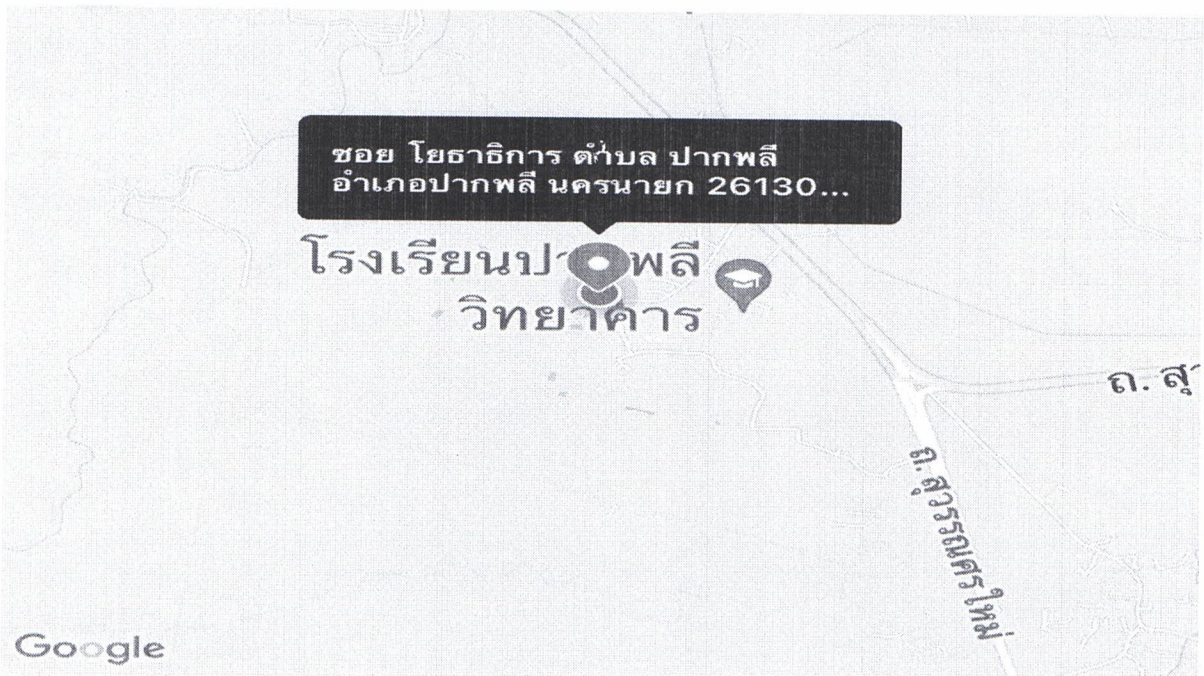 ซอย โยธาธิการ ตำบล ปากพลี
อำเภอปากพลี นครนายก 26130...
โรงเรียนปา พลี
วิทยาคาร
ถ. สุ
ถ. สุวรรณศรใหม่
Google